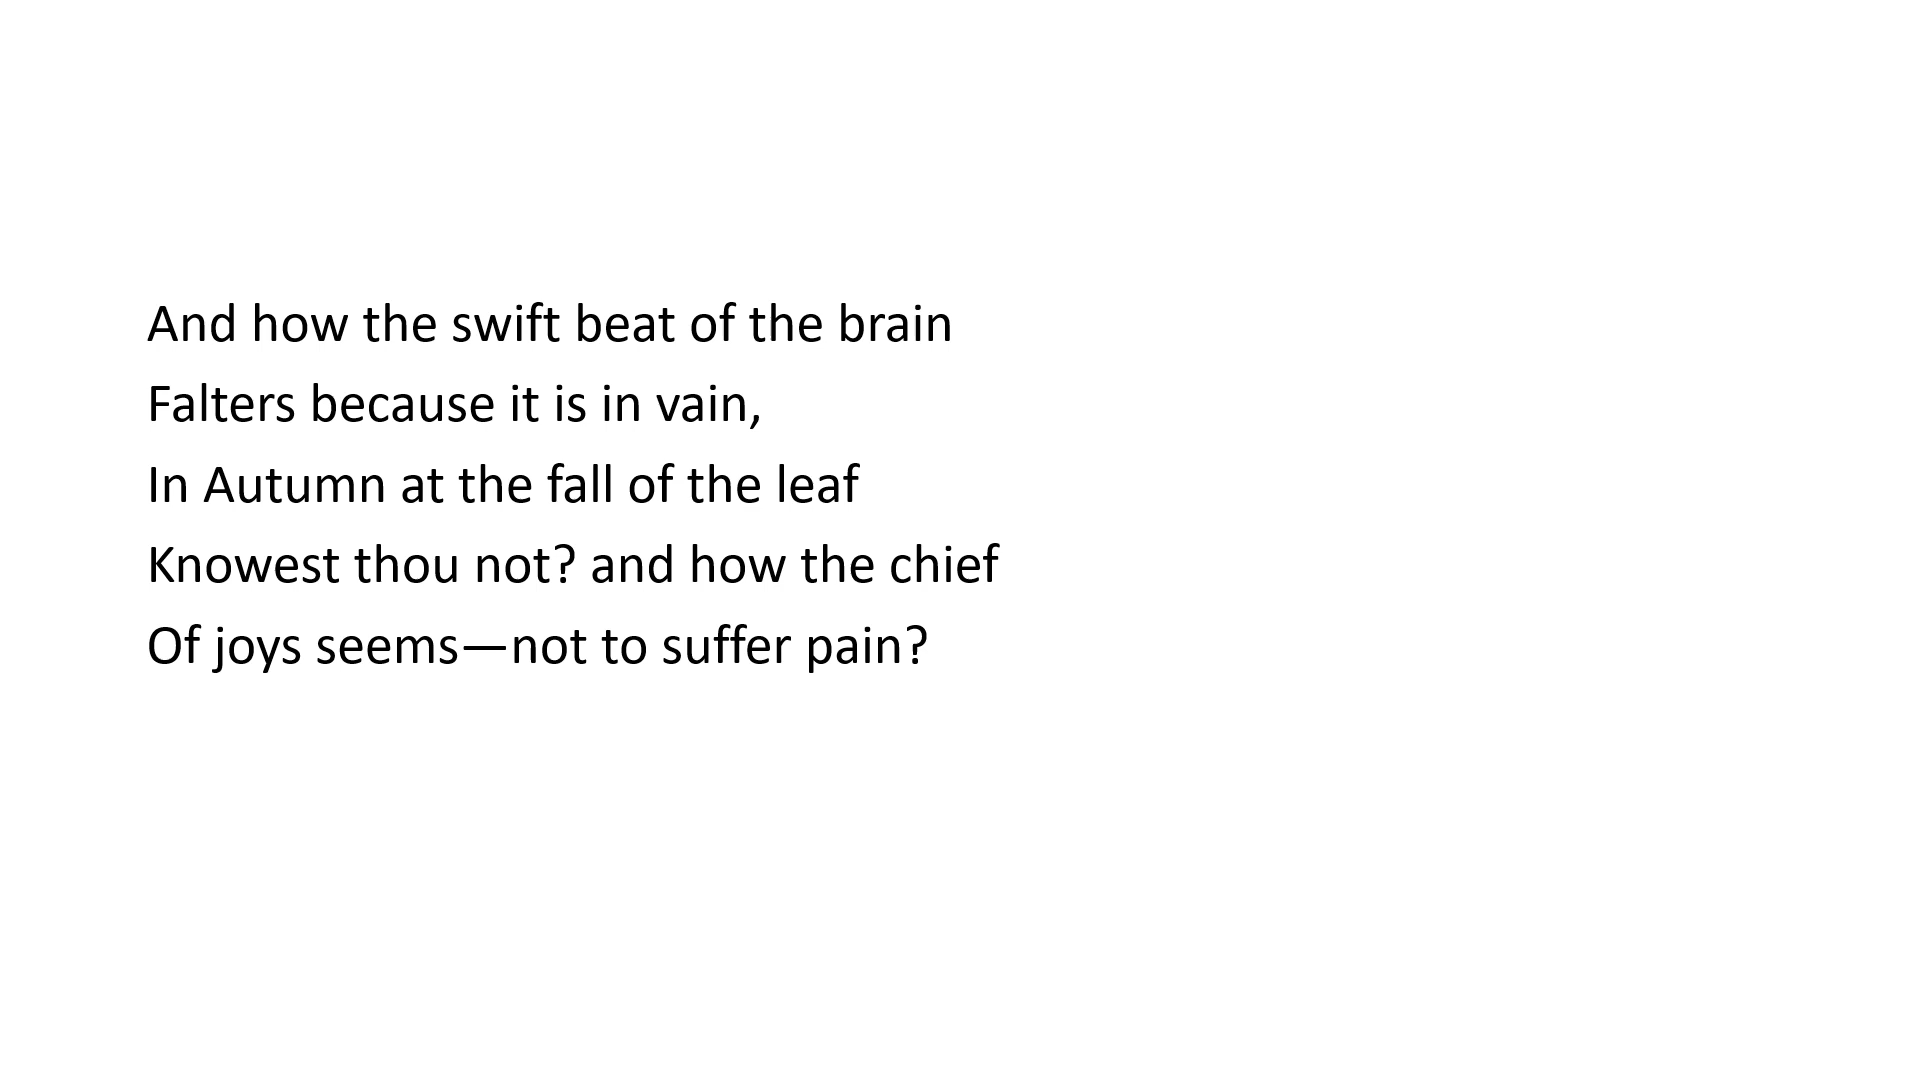 And how the swift beat of the brain
Falters because it is in vain,
In Autumn at the fall of the leaf
Knowest thou not? and how the chief
Of joys seems—not to suffer pain?